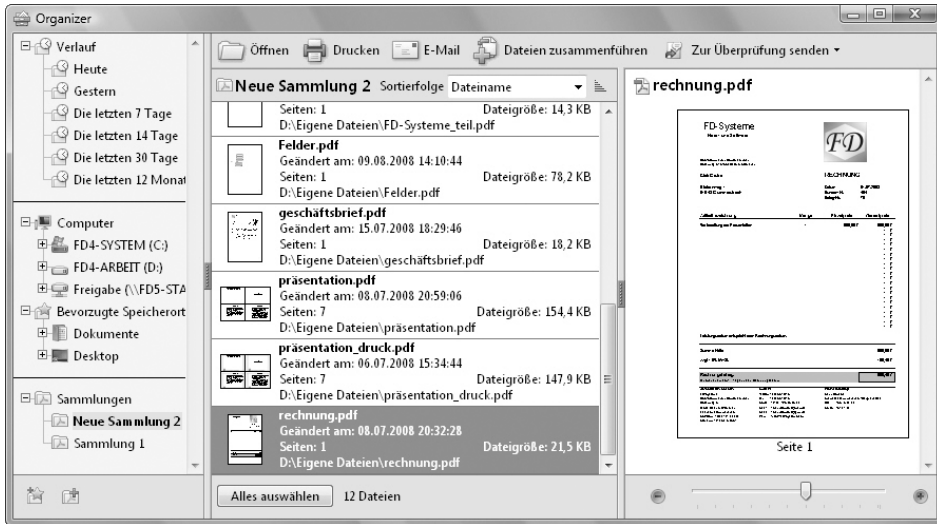 Organizer
Verlauf
Heute
Gestern
Die letzten 7 Tage
Die letzten 14 Tage
Die letzten 30 Tage
Die letzten 12 Monat
Computer
FD4-SYSTEM (C:)
FD4-ARBEIT (D:)
Freigabe (\\FD5-STA
Bevorzugte Speicherort
Dokumente
Desktop
Sammlungen
Neue Sammlung 2
Sammlung 1
Öffnen Drucken E-Mail Dateien zusammenführen Zur Überprüfung senden
Neue Sammlung 2 Sortierfolge Dateiname
Seiten: 1 Dateigröße: 14,3 KB
D:\Eigene Dateien\FD-Systeme_teil.pdf
Felder.pdf
Geändert am: 09.08.2008 14:10:44
Seiten: 1 Dateigröße: 78,2 KB
D:\Eigene Dateien\Felder.pdf
geschäftsbrief.pdf
Geändert am: 15.07.2008 18:29:46
Seiten: 1 Dateigröße: 18,2 KB
D:\Eigene Dateien\geschäftsbrief.pdf
präsentation.pdf
Geändert am: 08.07.2008 20:59:06
Seiten: 7 Dateigröße: 154,4 KB
D:\Eigene Dateien\präsentation.pdf
präsentation_druck.pdf
Geändert am: 06.07.2008 15:34:44
Seiten: 7 Dateigröße: 147,9 KB
D:\Eigene Dateien\präsentation_druck.pdf
rechnung.pdf
Geändert am: 08.07.2008 20:32:28
Seiten: 1 Dateigröße: 21,5 KB
D:\Eigene Dateien\rechnung.pdf
Alles auswählen 12 Dateien
rechnung.pdf
FD-Systeme
FD
RECHNUNG
Seite 1